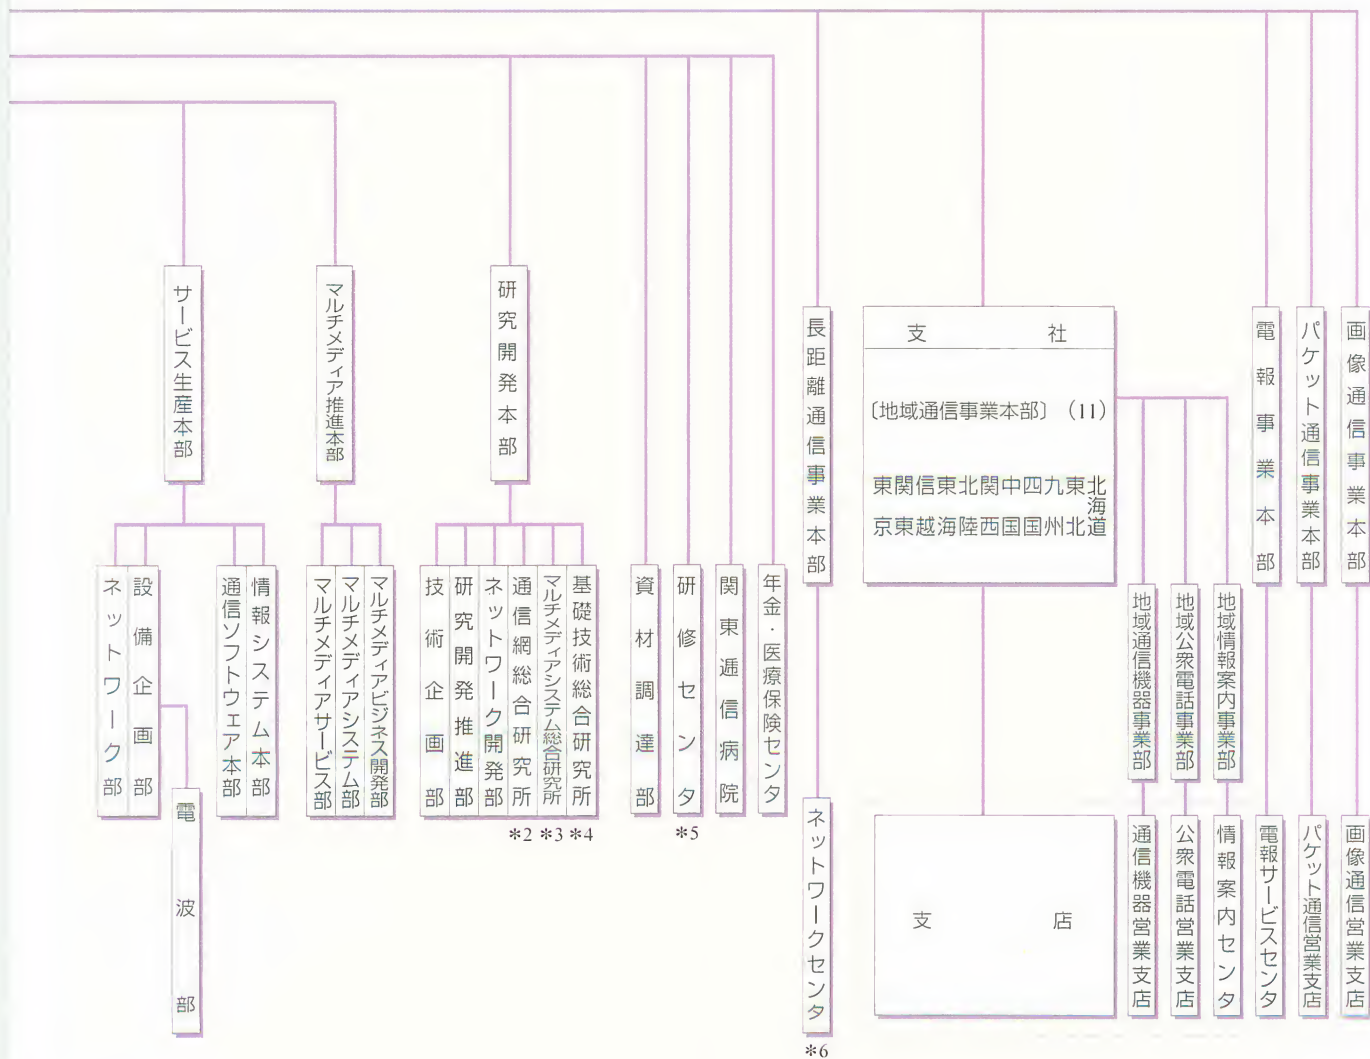 サービス生産本部
マルチメディア推進本部
研究開発本部
長距離通信事業本部
支社
〔地域通信事業本部〕(11)
東京
関東
信越
東海
北陸
関西
中国
四国
九州
東北
北海道
電報事業本部
パケット通信事業本部
画像通信事業本部
ネットワーク部
設備企画部
通信ソフトウェア本部
情報システム本部
マルチメディアサービス部
マルチメディアシステム部
マルチメディアビジネス開発部
技術企画部
研究開発推進部
ネットワーク開発部
通信網総合研究所
*2
マルチメディアシステム総合研究所
*3
基礎技術総合研究所
*4
資材調達部
研修センタ
*5
関東逓信病院
年金・医療保険センタ
地域通信機器事業部
地域公衆電話事業部
地域情報案内事業部
電波部
ネットワークセンタ
*6
支店
通信機器営業支店
公衆電話営業支店
情報案内センタ
電報サービスセンタ
パケット通信営業支店
画像通信営業支店